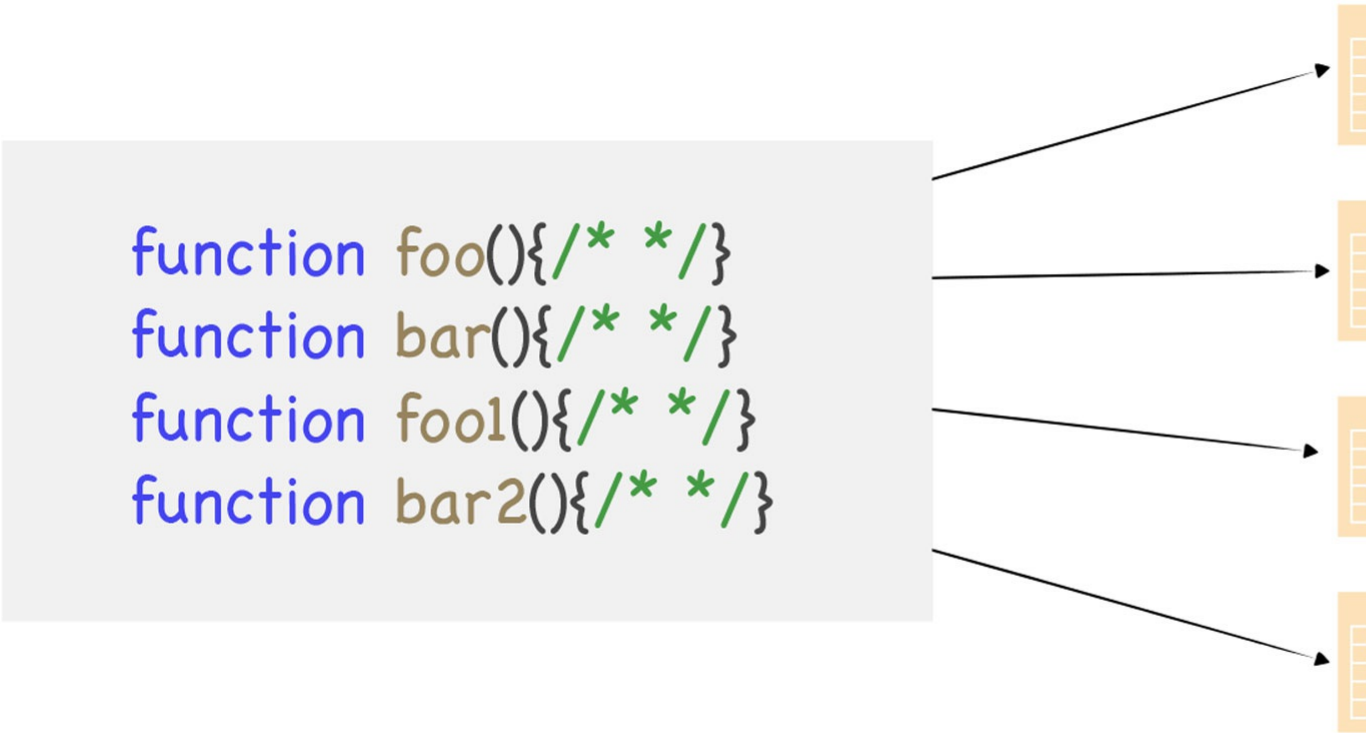 function foo(){/* */}
function bar(){/* */}
function foo1(){/* */}
function bar2(){/* */}